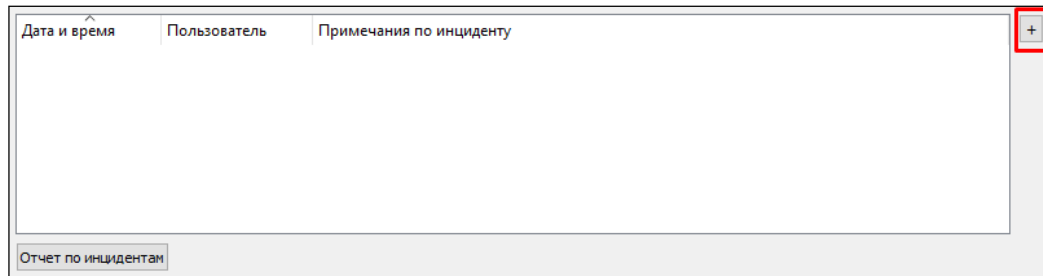 Дата и время Пользователь Примечания по инциденту +
Отчет по инцидентам